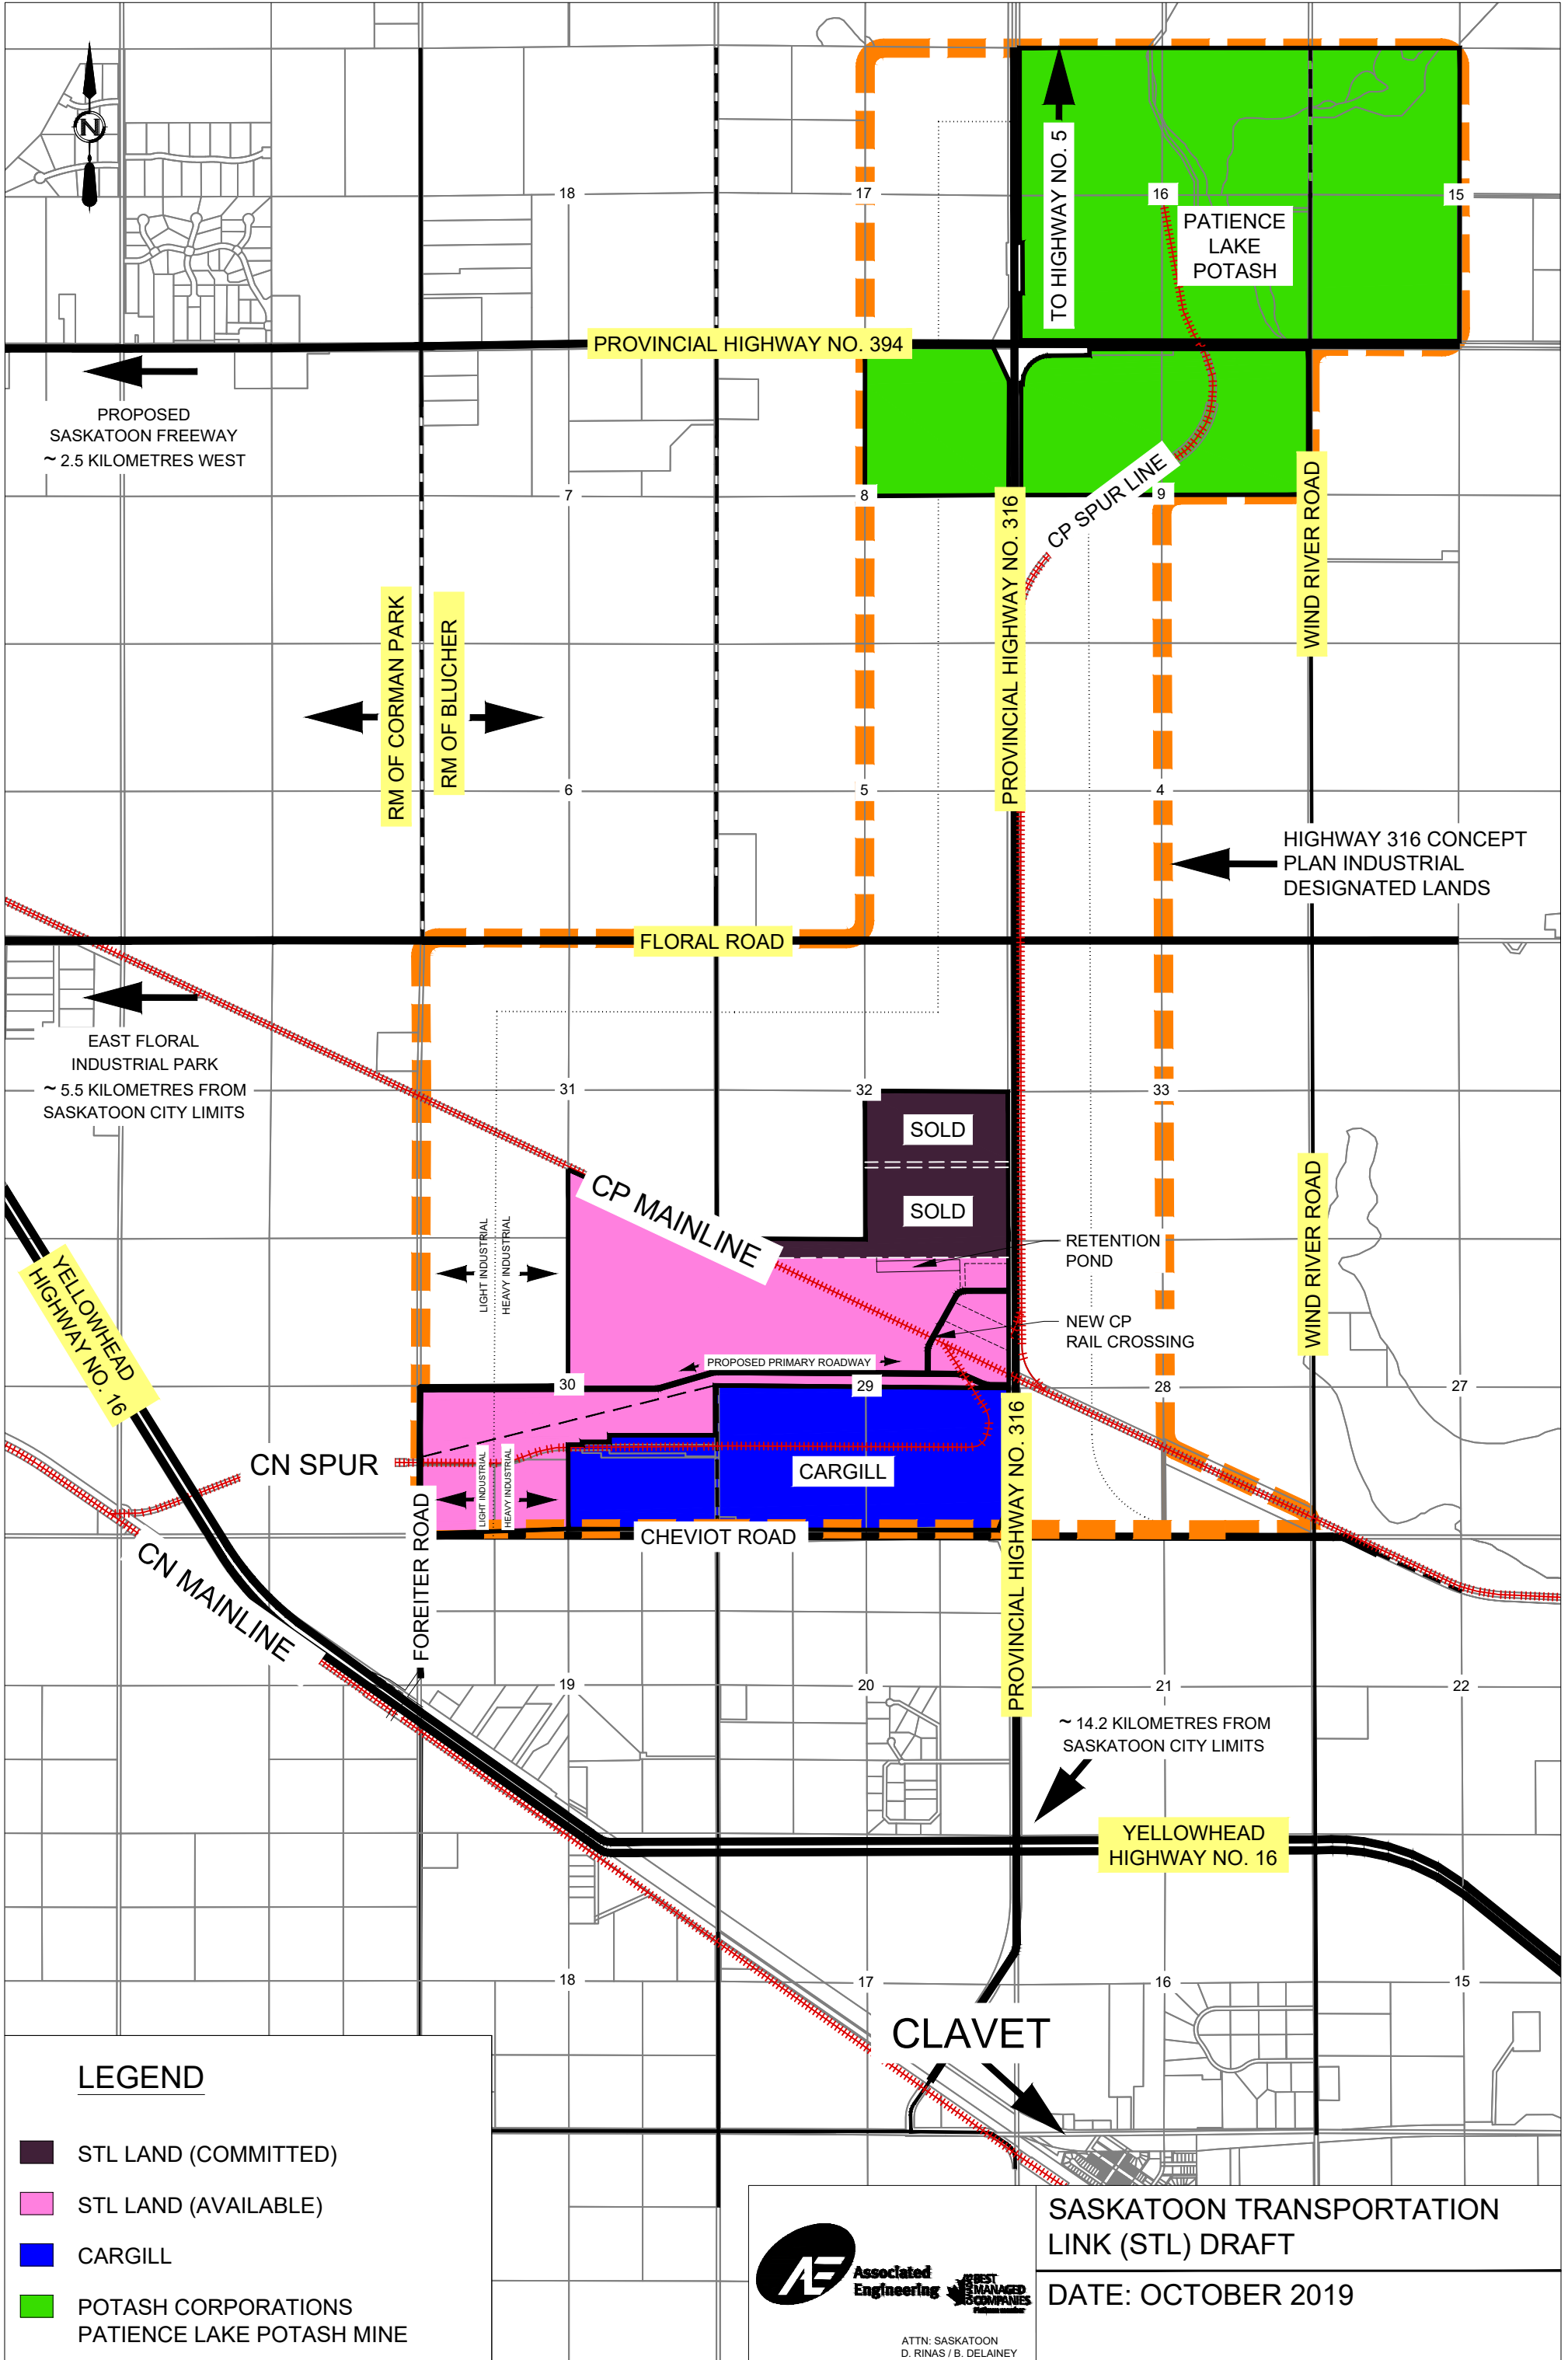 N
18
17
16
15
TO HIGHWAY NO. 5
PATIENCE
LAKE
POTASH
PROVINCIAL HIGHWAY NO. 394
PROPOSED
SASKATOON FREEWAY
~ 2.5 KILOMETRES WEST
7
8
9
CP SPUR LINE
PROVINCIAL HIGHWAY NO. 316
WIND RIVER ROAD
RM OF CORMAN PARK
RM OF BLUCHER
6
5
4
HIGHWAY 316 CONCEPT
PLAN INDUSTRIAL
DESIGNATED LANDS
FLORAL ROAD
EAST FLORAL
INDUSTRIAL PARK
~ 5.5 KILOMETRES FROM
SASKATOON CITY LIMITS
31
32
33
SOLD
SOLD
CP MAINLINE
LIGHT INDUSTRIAL
HEAVY INDUSTRIAL
RETENTION
POND
NEW CP
RAIL CROSSING
WIND RIVER ROAD
YELLOWHEAD
HIGHWAY NO. 16
PROPOSED PRIMARY ROADWAY
30
29
28
27
CN SPUR
LIGHT INDUSTRIAL
HEAVY INDUSTRIAL
CARGILL
PROVINCIAL HIGHWAY NO. 316
FOREITER ROAD
CHEVIOT ROAD
CN MAINLINE
19
20
21
22
~ 14.2 KILOMETRES FROM
SASKATOON CITY LIMITS
YELLOWHEAD
HIGHWAY NO. 16
18
17
16
15
CLAVET
LEGEND
STL LAND (COMMITTED)
STL LAND (AVAILABLE)
CARGILL
POTASH CORPORATIONS
PATIENCE LAKE POTASH MINE
AE
Associated
Engineering
BEST
MANAGED
COMPANIES
Platinum member
ATTN: SASKATOON
D. RINAS / B. DELAINEY
SASKATOON TRANSPORTATION
LINK (STL) DRAFT
DATE: OCTOBER 2019